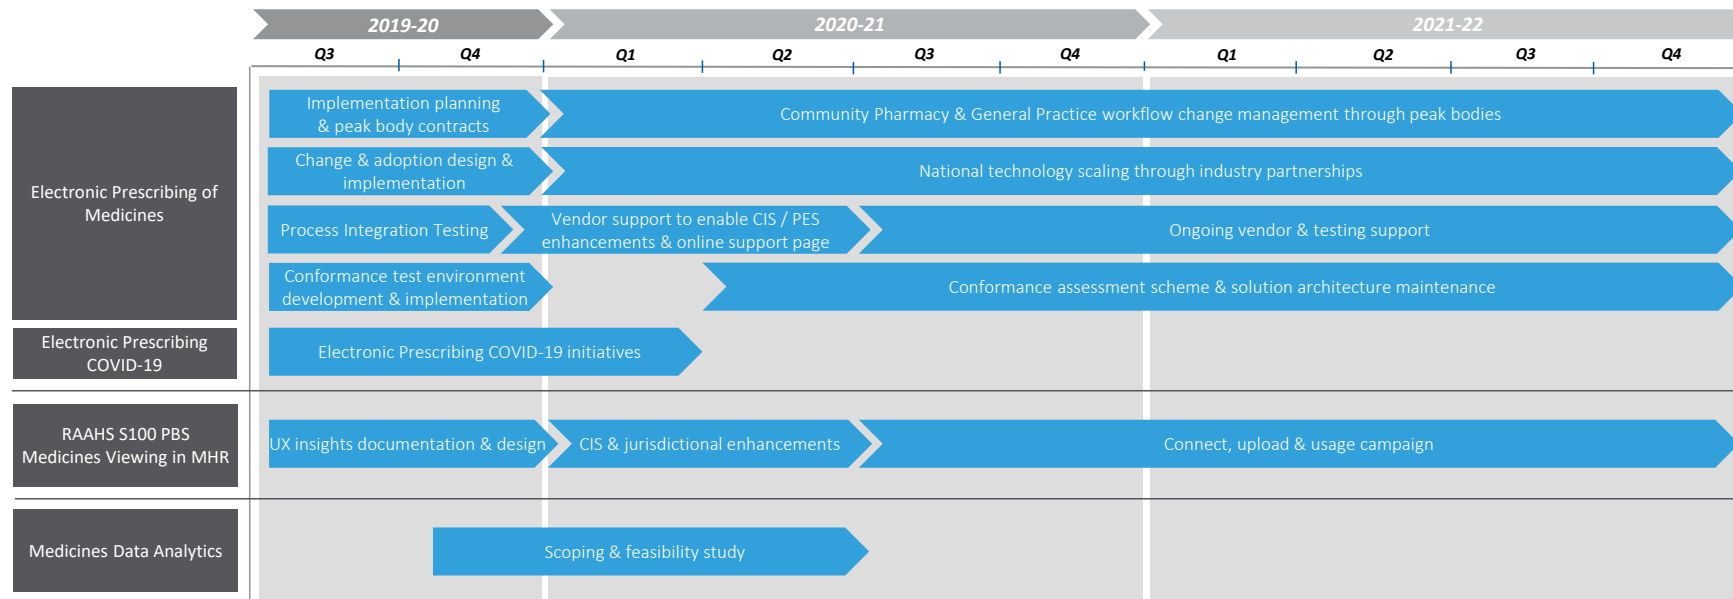 2019-20
2020-21
2021-22
Q3
Q4
Q1
Q2
Q3
Q4
Q1
Q2
Q3
Q4
Electronic Prescribing of
Medicines
Implementation planning
& peak body contracts
Community Pharmacy & General Practice workflow change management through peak bodies
Change & adoption design &
implementation
National technology scaling through industry partnerships
Process Integration Testing
Vendor support to enable CIS / PES
enhancements & online support page
Ongoing vendor & testing support
Conformance test environment
development & implementation
Conformance assessment scheme & solution architecture maintenance
Electronic Prescribing
COVID-19
Electronic Prescribing COVID-19 initiatives
RAAHS S100 PBS
Medicines Viewing in MHR
UX insights documentation & design
CIS & jurisdictional enhancements
Connect, upload & usage campaign
Medicines Data Analytics
Scoping & feasibility study